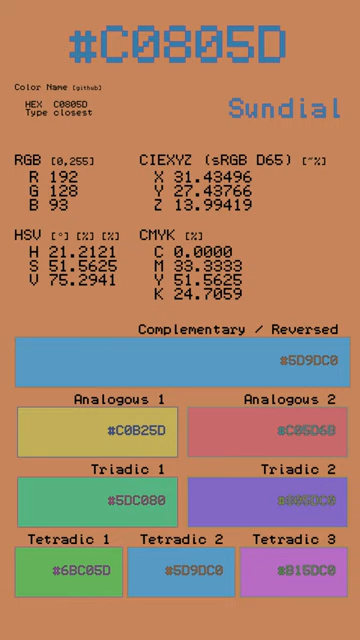 #C0805D
Color Name [github]
HEX C0805D
Type closest
Sundial
RGB [0,255]
R 192
G 128
B 93
CIEXYZ (sRGB D65) [~%]
X 31.43496
Y 27.43766
Z 13.99419
HSV [°] [%] [%]
H 21.2121
S 51.5625
V 75.2941
CMYK [%]
C 0.0000
M 33.3333
Y 51.5625
K 24.7059
Complementary / Reversed
#5D9DC0
Analogous 1
#C0B25D
Analogous 2
#C05D6B
Triadic 1
#5DC080
Triadic 2
Tetradic 1
#6BC05D
Tetradic 2
#5D9DC0
Tetradic 3
#B15DC0